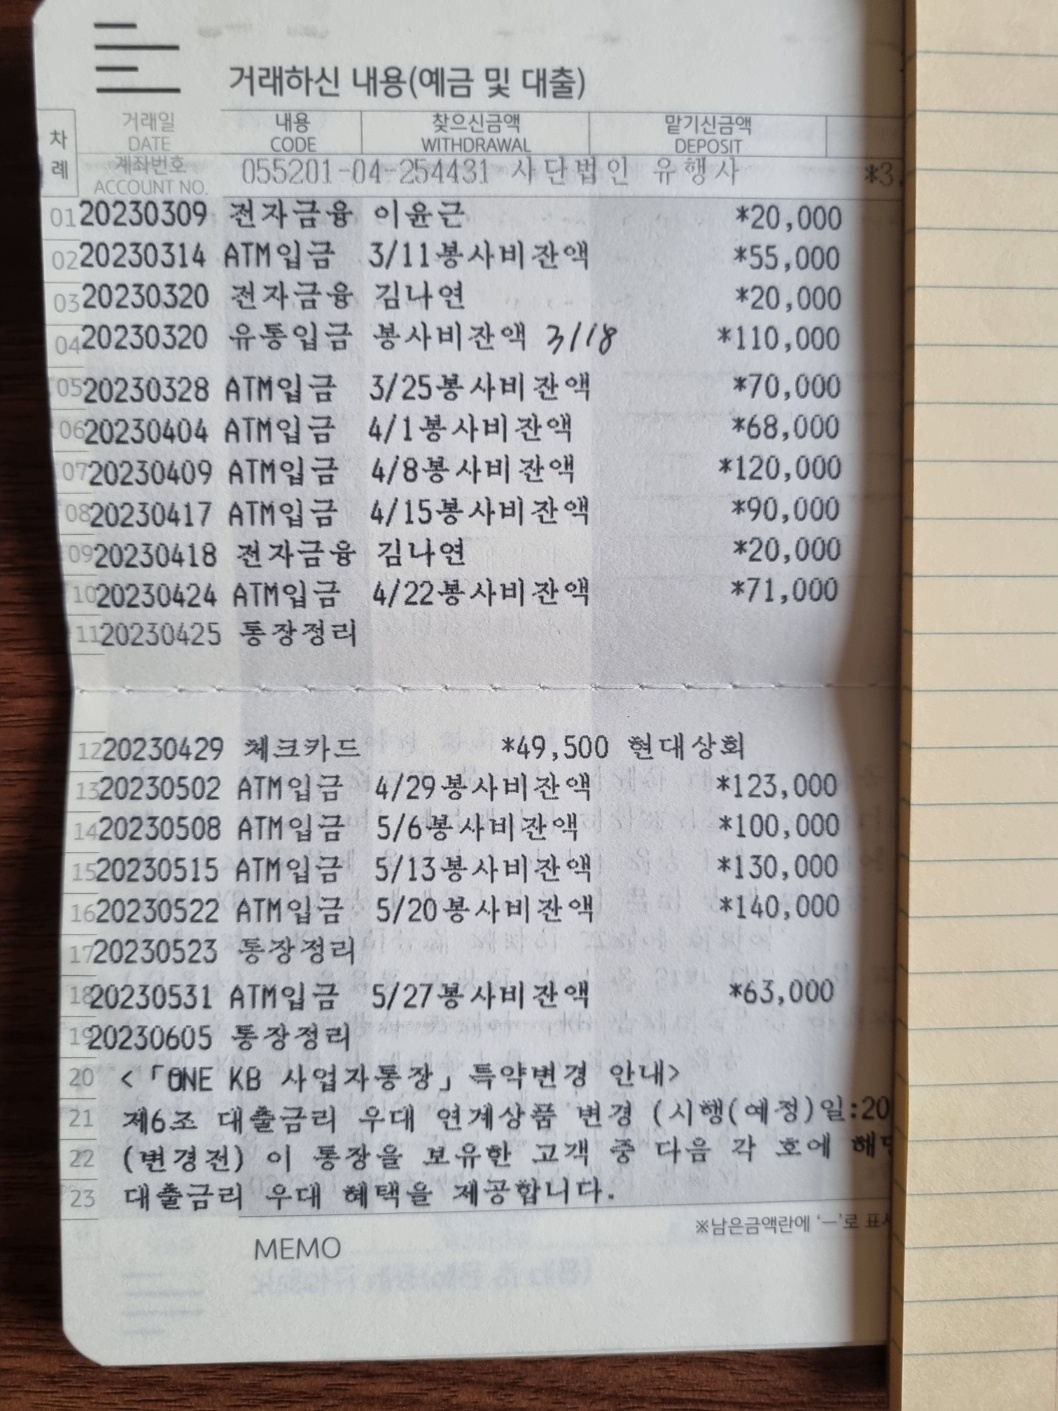 거래하신 내용(예금 및 대출)
차례 거래일 DATE 내용 CODE 찾으신금액 WITHDRAWAL 맡기신금액 DEPOSIT
계좌번호 ACCOUNT NO. 055201-04-254431 사단법인 유행사 *3,
01 20230309 전자금융 이윤근 *20,000
02 20230314 ATM입금 3/11봉사비잔액 *55,000
03 20230320 전자금융 김나연 *20,000
04 20230320 유통입금 봉사비잔액 3/18 *110,000
05 20230328 ATM입금 3/25봉사비잔액 *70,000
06 20230404 ATM입금 4/1봉사비잔액 *68,000
07 20230409 ATM입금 4/8봉사비잔액 *120,000
08 20230417 ATM입금 4/15봉사비잔액 *90,000
09 20230418 전자금융 김나연 *20,000
10 20230424 ATM입금 4/22봉사비잔액 *71,000
11 20230425 통장정리
12 20230429 체크카드 *49,500 현대상회
13 20230502 ATM입금 4/29봉사비잔액 *123,000
14 20230508 ATM입금 5/6봉사비잔액 *100,000
15 20230515 ATM입금 5/13봉사비잔액 *130,000
16 20230522 ATM입금 5/20봉사비잔액 *140,000
17 20230523 통장정리
18 20230531 ATM입금 5/27봉사비잔액 *63,000
19 20230605 통장정리
20 <「ONE KB 사업자통장」특약변경 안내>
21 제6조 대출금리 우대 연계상품 변경 (시행(예정)일:20
22 (변경전) 이 통장을 보유한 고객 중 다음 각 호에
23 대출금리 우대 혜택을 제공합니다.
※남은금액란에 '－'로
MEMO